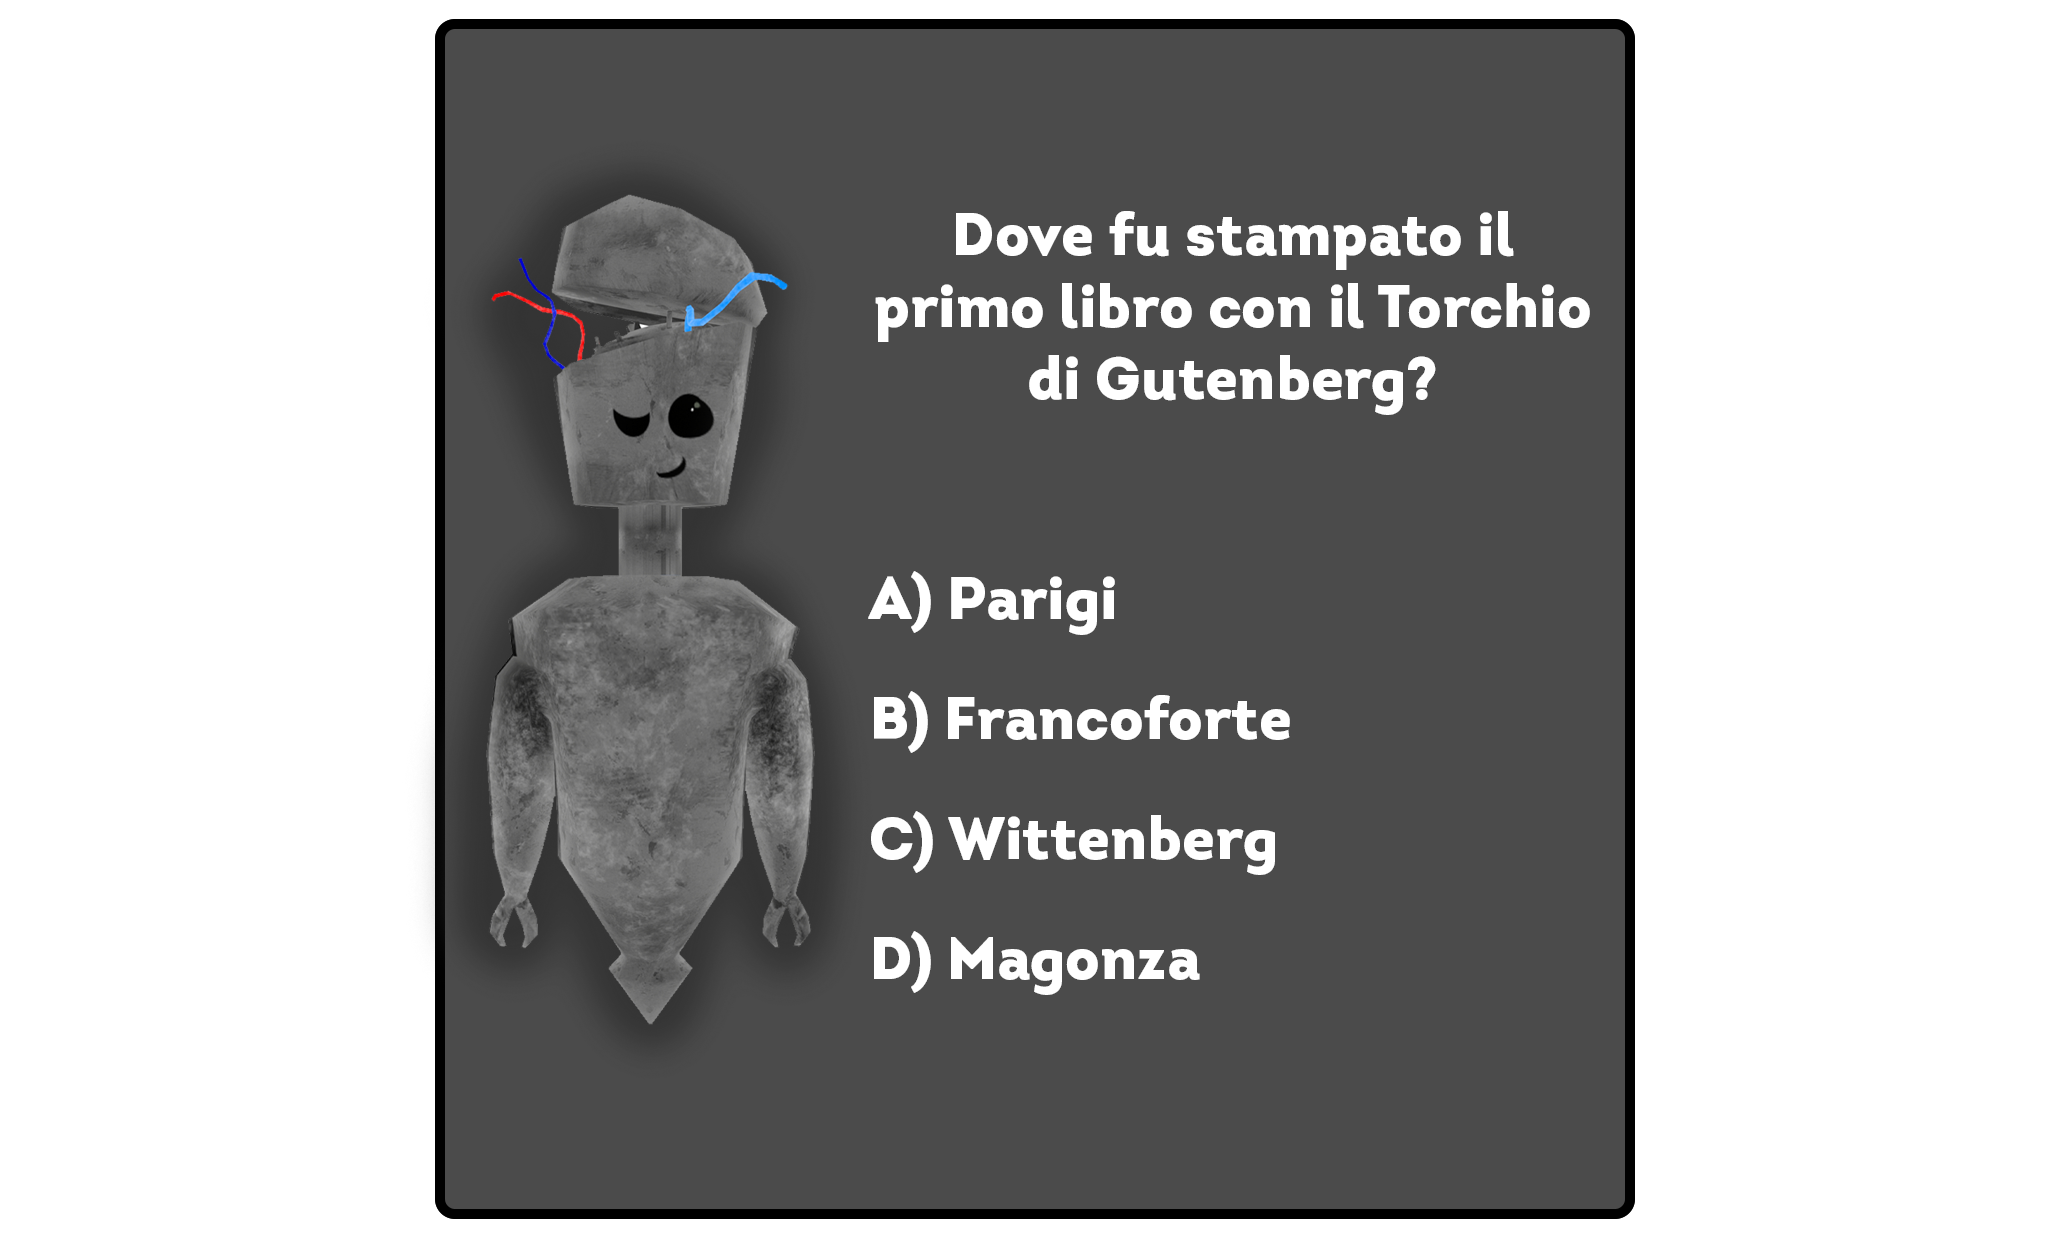 Dove fu stampato il
primo libro con il Torchio
di Gutenberg?
A) Parigi
B) Francoforte
C) Wittenberg
D) Magonza